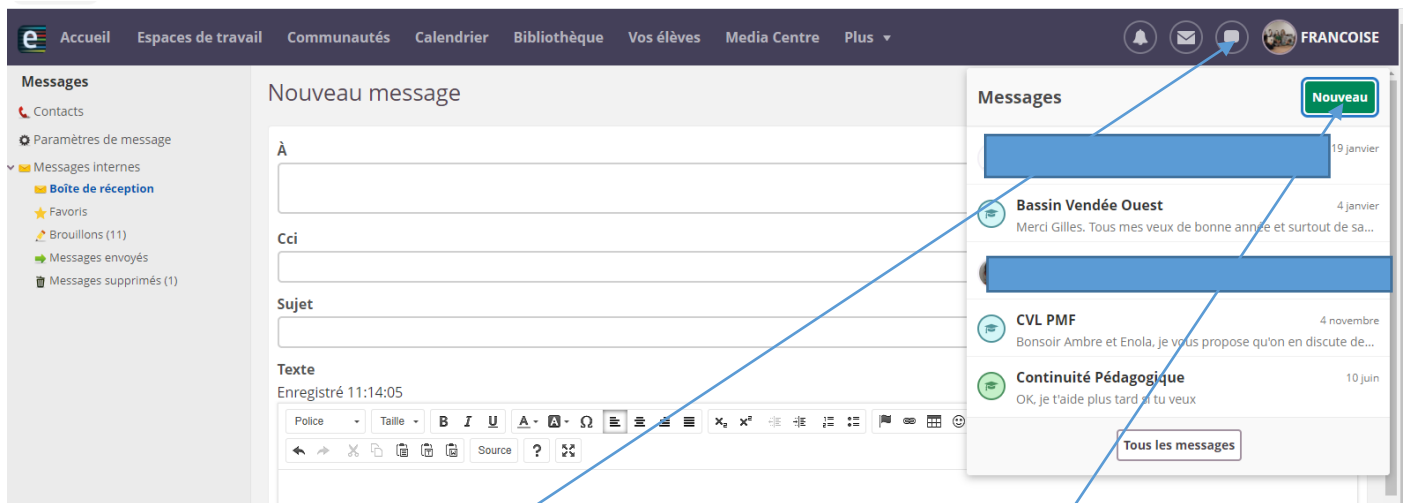 e Accueil Espaces de travail Communautés Calendrier Bibliothèque Vos élèves Media Centre Plus FRANCOISE
Messages
Contacts
Paramètres de message
Messages internes
Boîte de réception
Favoris
Brouillons (11)
Messages envoyés
Messages supprimés (1)
Nouveau message
À
Cci
Sujet
Texte
Enregistré 11:14:05
Police Taille B I U A A Ω x₂ x²
Source ?
Messages Nouveau
19 janvier
Bassin Vendée Ouest 4 janvier
Merci Gilles. Tous mes veux de bonne année et surtout de sa...
CVL PMF 4 novembre
Bonsoir Ambre et Enola, je vous propose qu'on en discute de...
Continuité Pédagogique 10 juin
OK, je t'aide plus tard si tu veux
Tous les messages